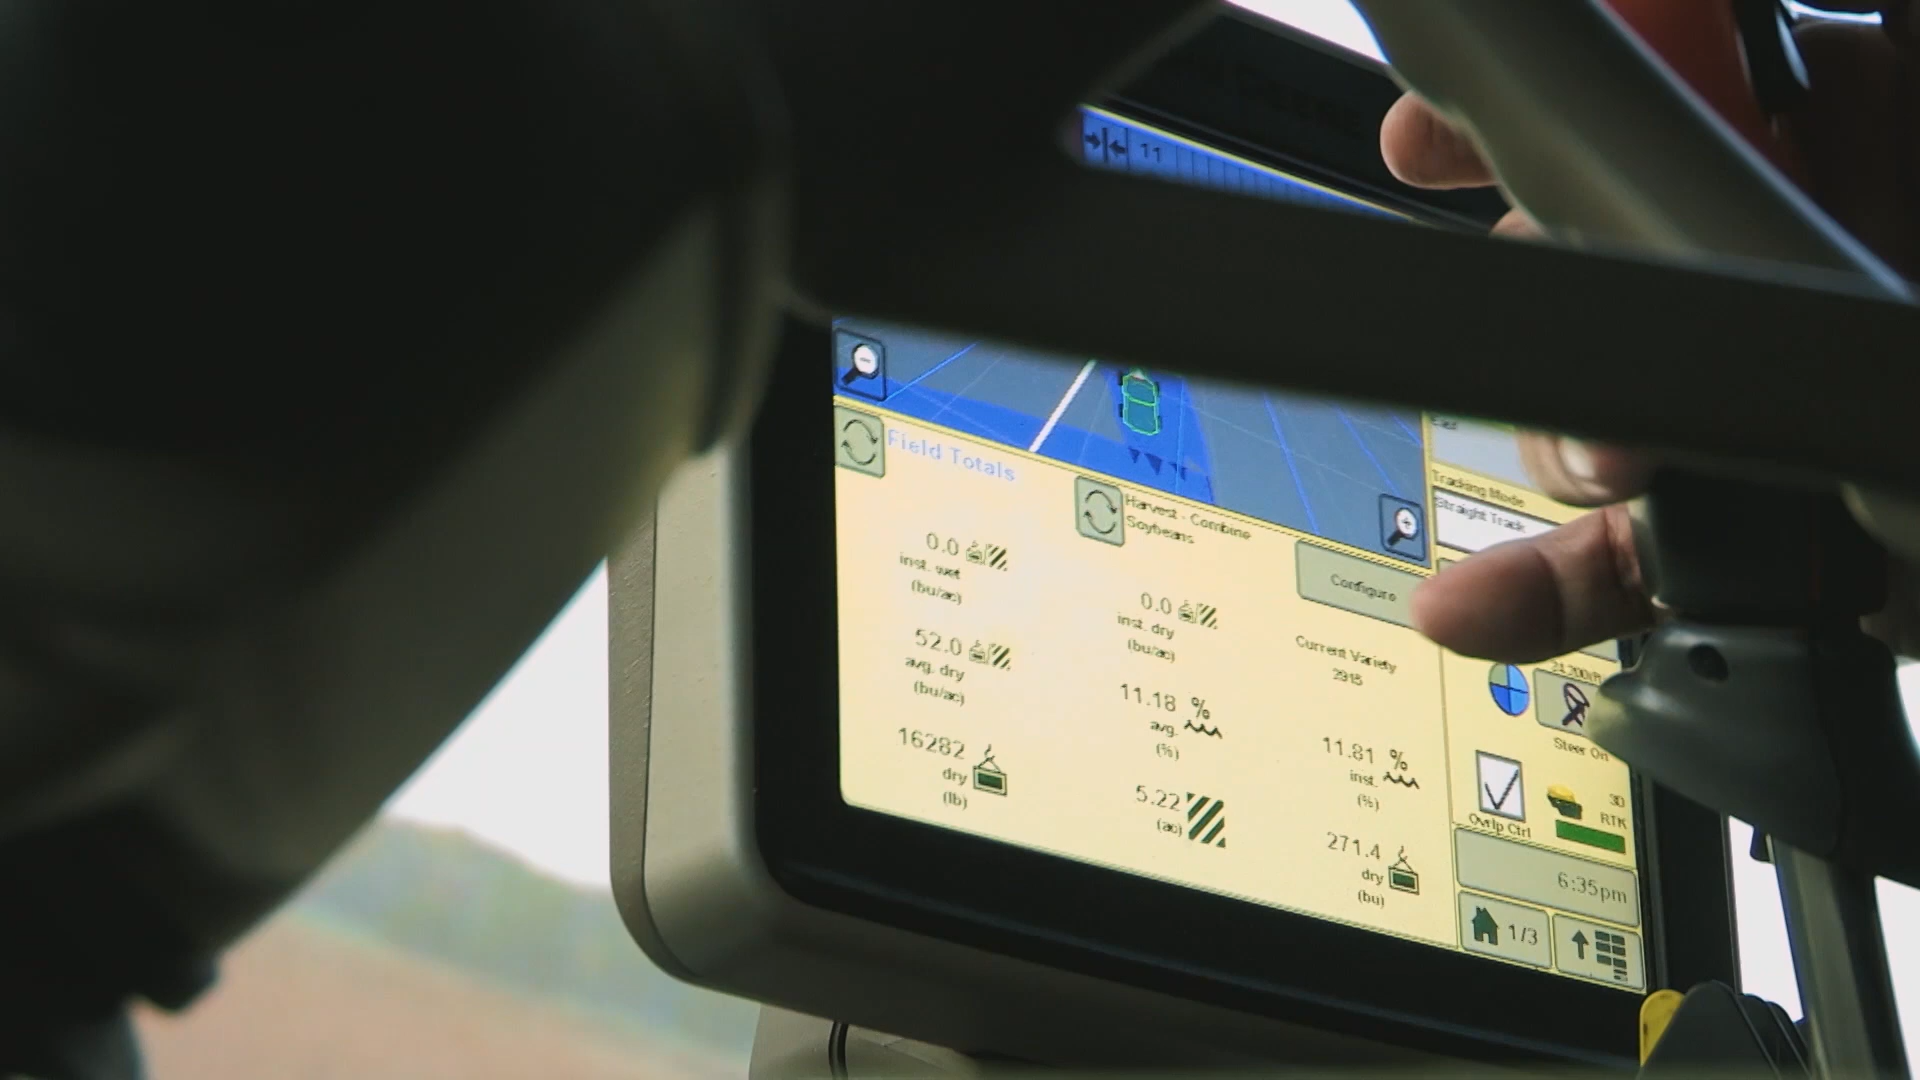 11
East
Tracking Mode
Straight Track
Field Totals
Harvest - Combine
Soybeans
Configure
0.0
inst. wet
(bu/ac)
0.0
inst. dry
(bu/ac)
Current Variety
2915
52.0
avg. dry
(bu/ac)
11.18 %
avg.
(%)
11.81 %
inst.
(%)
16282
dry
(lb)
5.22
(ac)
271.4
dry
(bu)
Steer On
Ovrlp Ctrl
3D
RTK
6:35pm
1/3